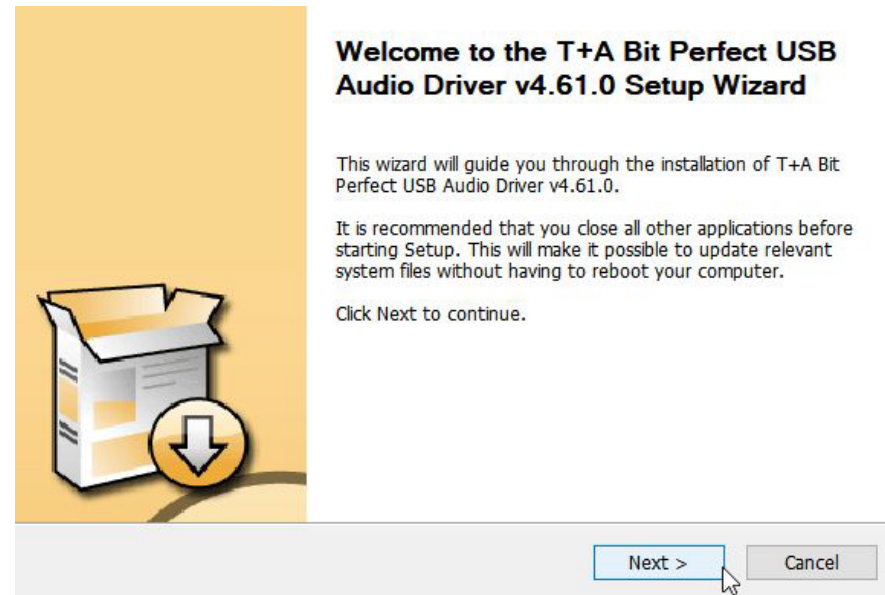 Welcome to the T+A Bit Perfect USB
Audio Driver v4.61.0 Setup Wizard
This wizard will guide you through the installation of T+A Bit
Perfect USB Audio Driver v4.61.0.
It is recommended that you close all other applications before
starting Setup. This will make it possible to update relevant
system files without having to reboot your computer.
Click Next to continue.
Next >
Cancel